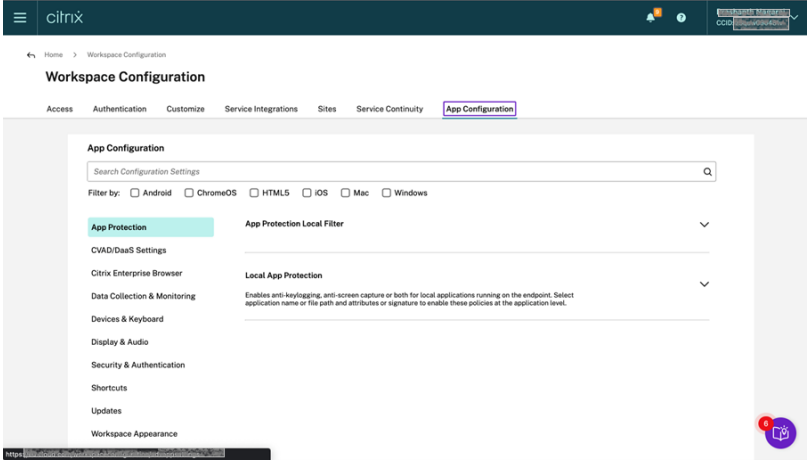 citrix
8
?
CCID:
Home > Workspace Configuration
Workspace Configuration
Access Authentication Customize Service Integrations Sites Service Continuity App Configuration
App Configuration
Search Configuration Settings
Filter by: Android ChromeOS HTML5 iOS Mac Windows
App Protection
App Protection Local Filter
CVAD/DaaS Settings
Citrix Enterprise Browser
Local App Protection
Data Collection & Monitoring
Enables anti-keylogging, anti-screen capture or both for local applications running on the endpoint. Select
application name or file path and attributes or signature to enable these policies at the application level.
Devices & Keyboard
Display & Audio
Security & Authentication
Shortcuts
Updates
6
Workspace Appearance
https: